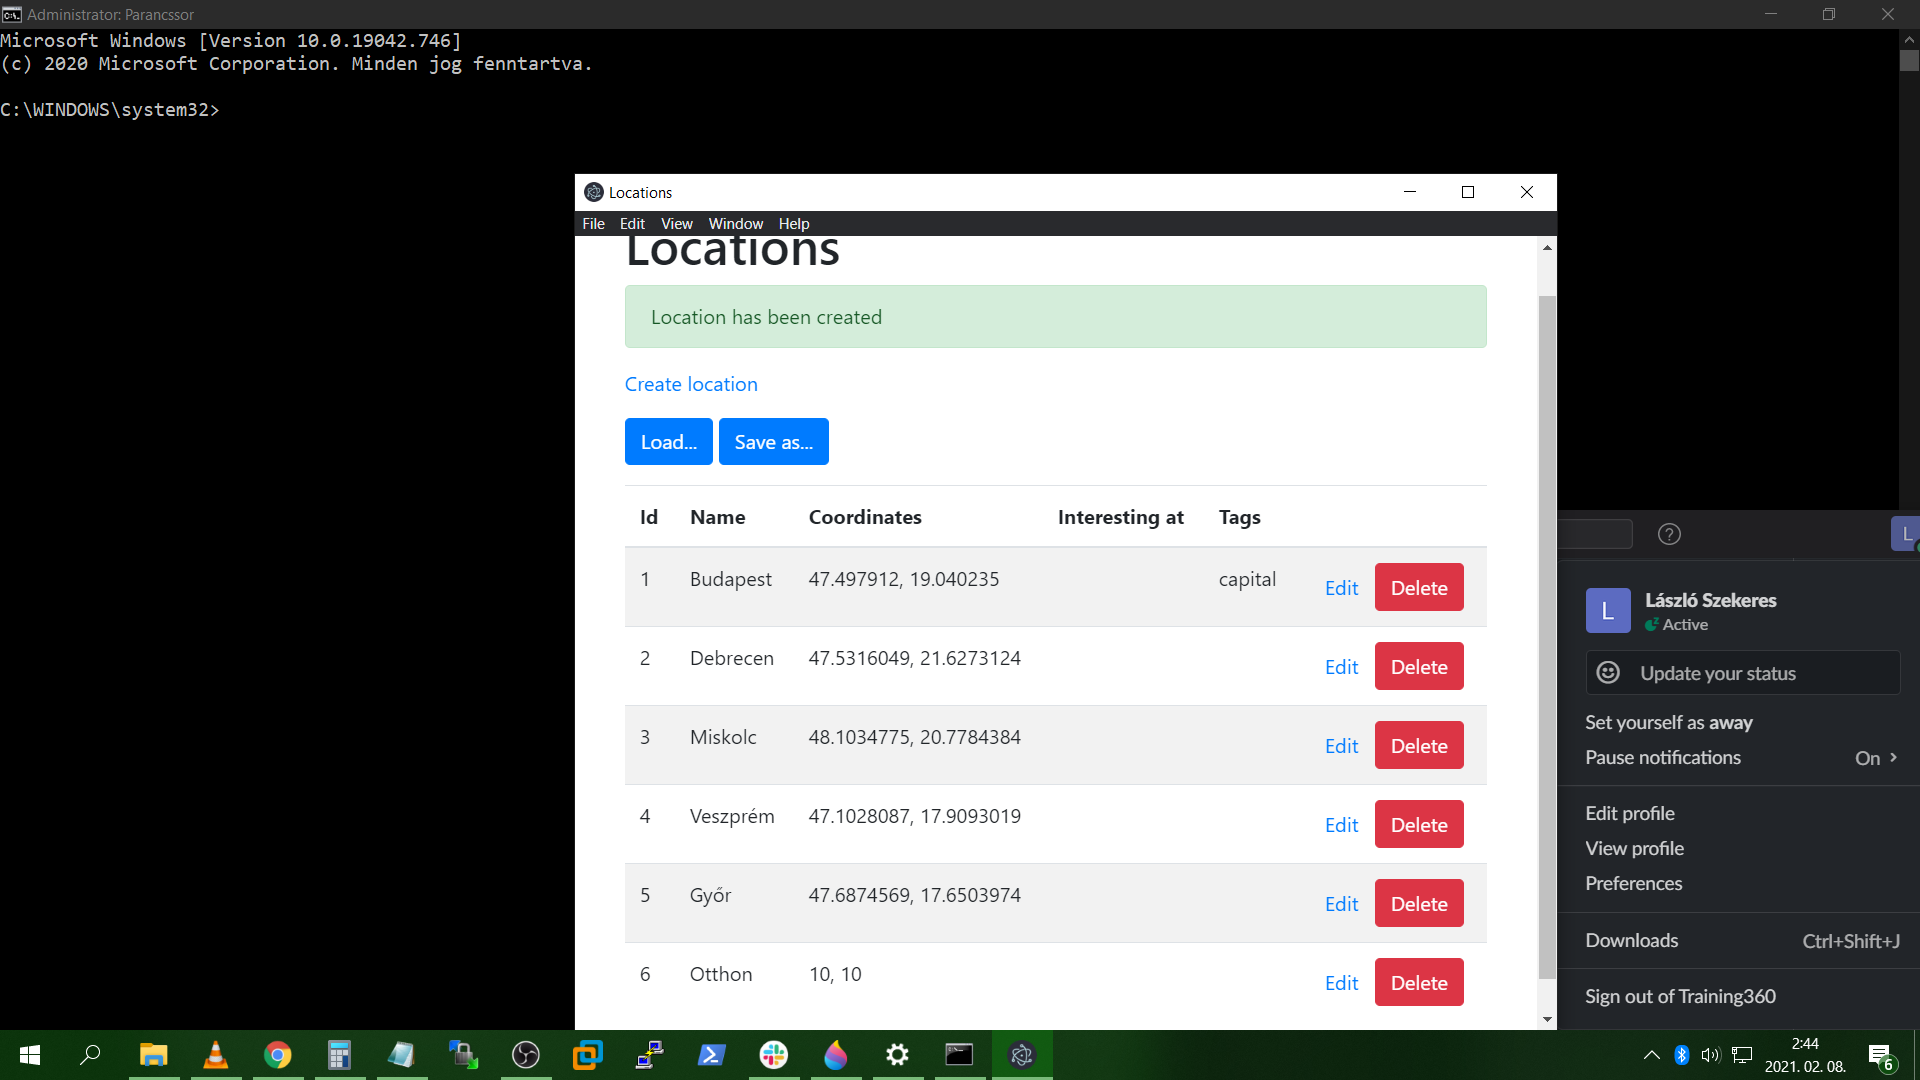 Administrator: Parancssor
Microsoft Windows [Version 10.0.19042.746]
(c) 2020 Microsoft Corporation. Minden jog fenntartva.
C:\WINDOWS\system32>
Locations
File Edit View Window Help
Locations
Location has been created
Create location
Load... Save as...
Id Name Coordinates Interesting at Tags
1 Budapest 47.497912, 19.040235 capital Edit Delete
2 Debrecen 47.5316049, 21.6273124 Edit Delete
3 Miskolc 48.1034775, 20.7784384 Edit Delete
4 Veszprém 47.1028087, 17.9093019 Edit Delete
5 Győr 47.6874569, 17.6503974 Edit Delete
6 Otthon 10, 10 Edit Delete
L
L
László Szekeres
Active
Update your status
Set yourself as away
Pause notifications On
Edit profile
View profile
Preferences
Downloads Ctrl+Shift+J
Sign out of Training360
2:44
2021. 02. 08.
6